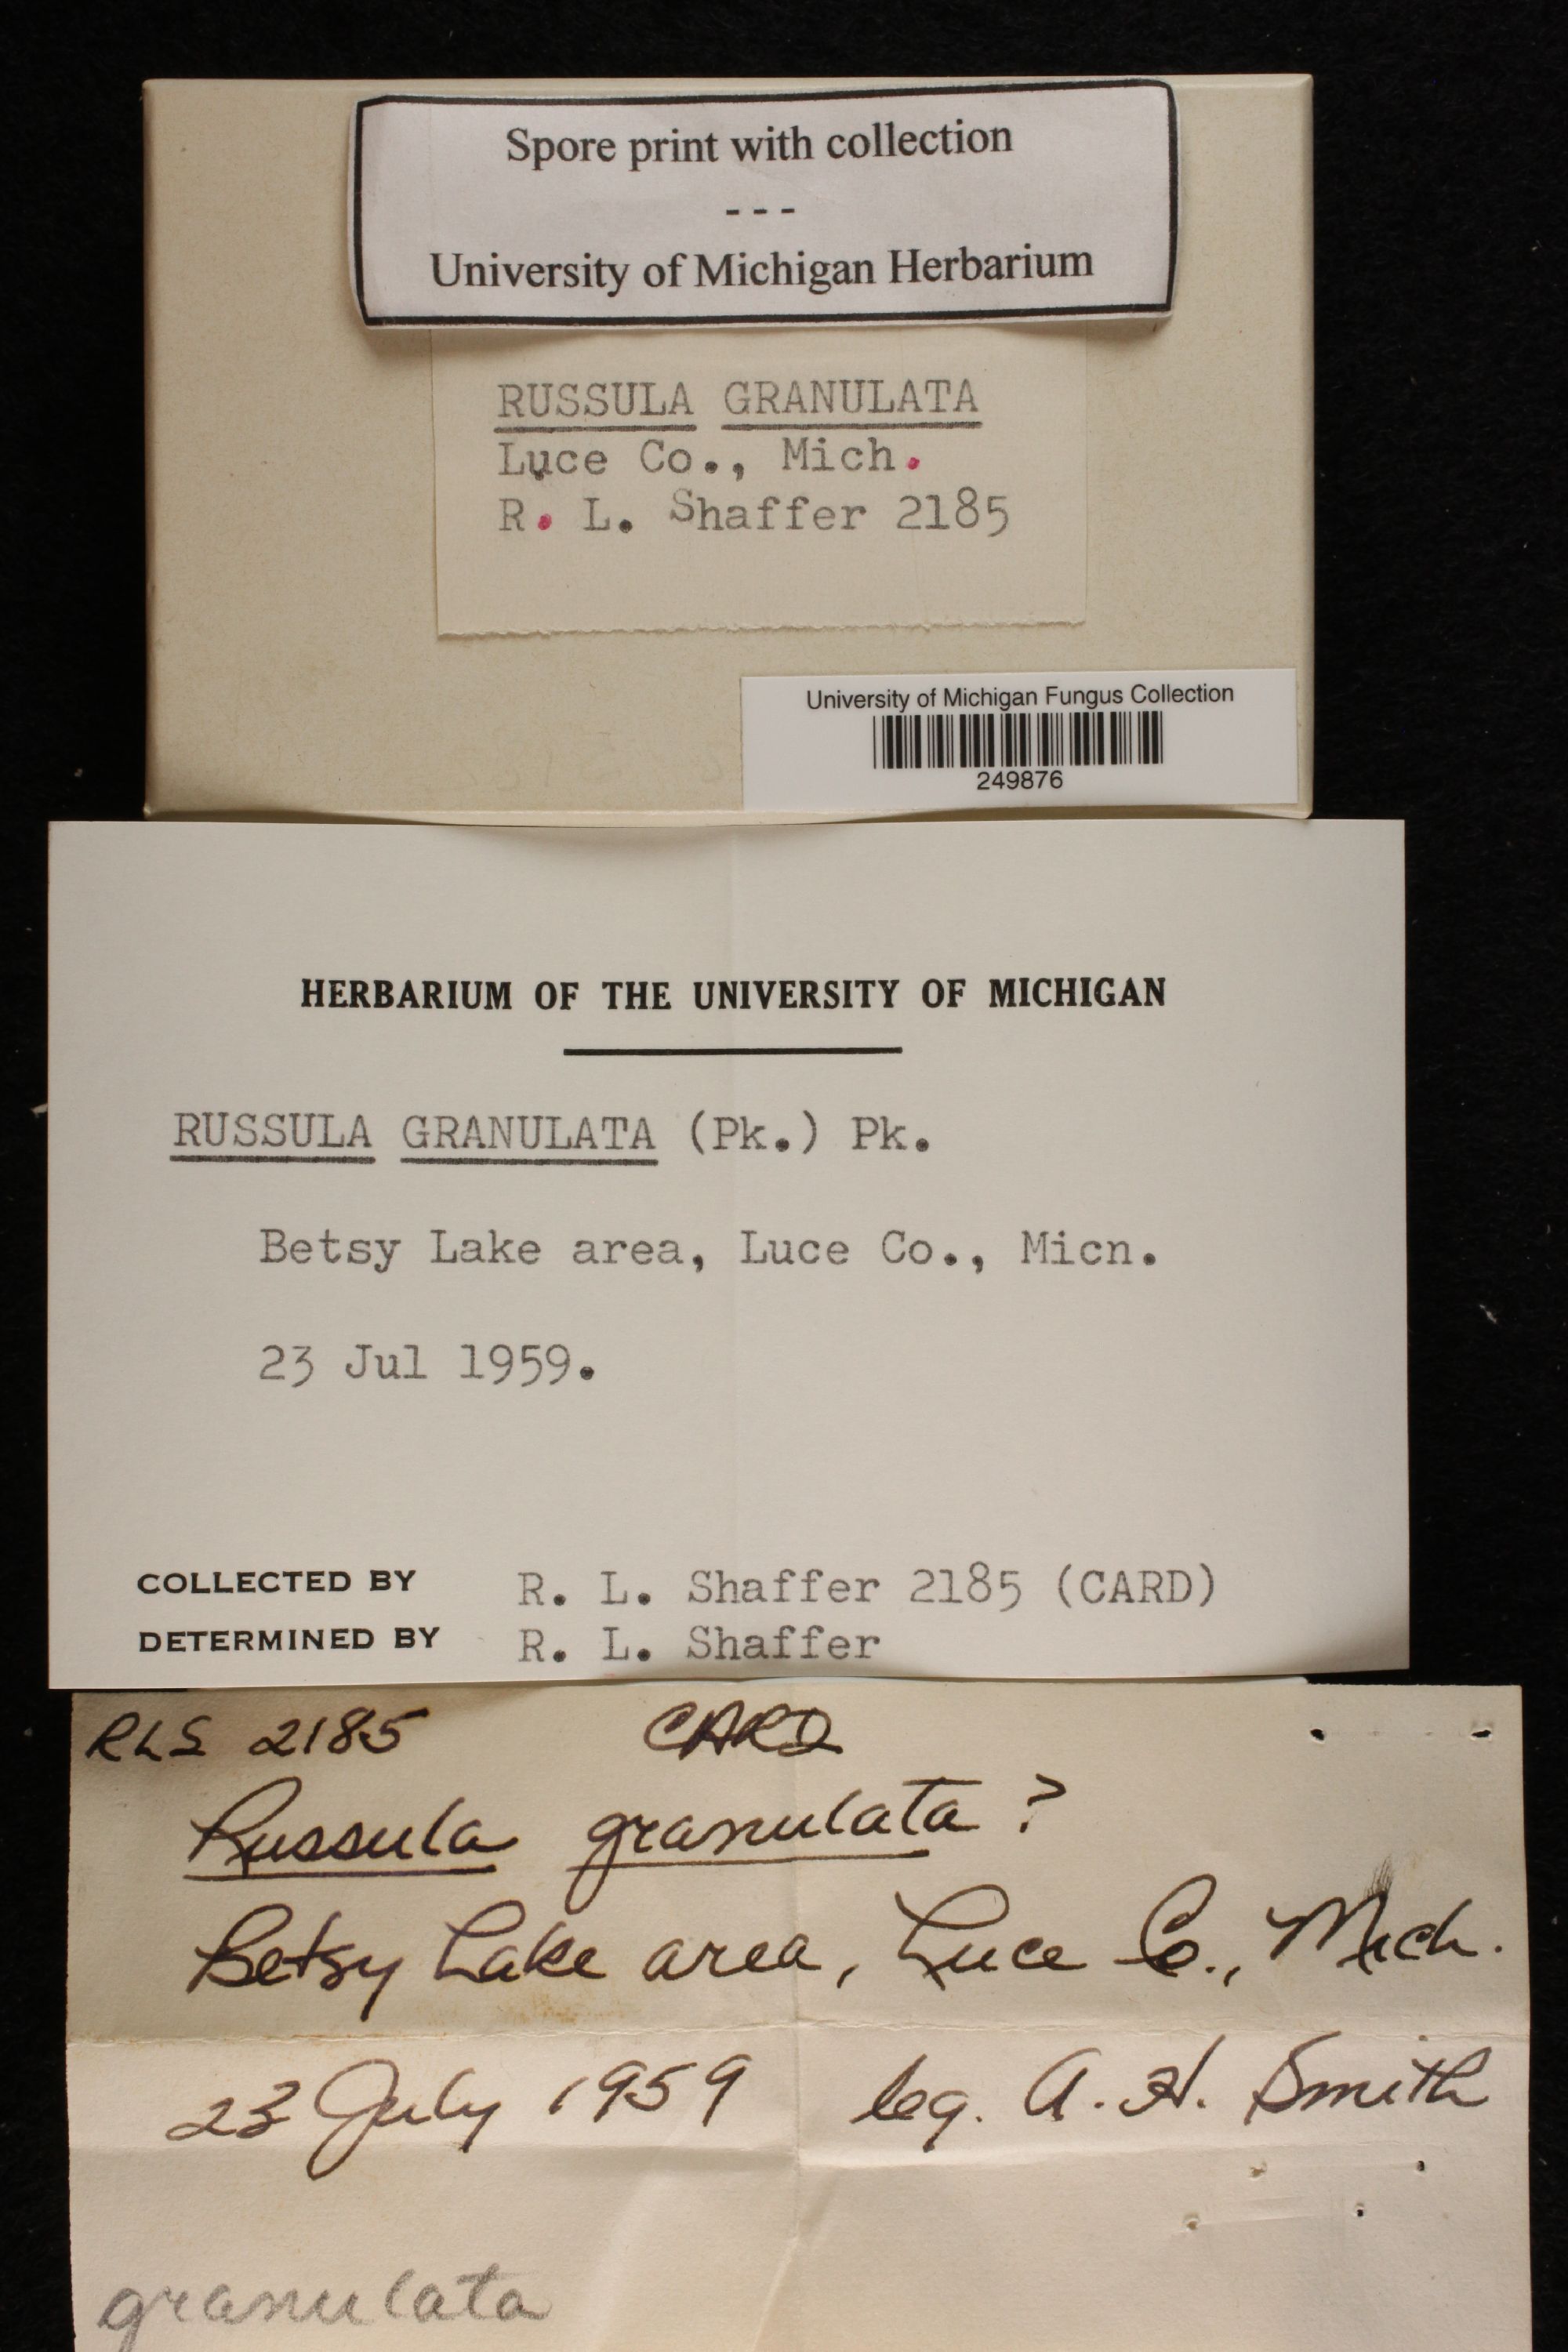 Spore print with collection
---
University of Michigan Herbarium
RUSSULA GRANULATA
Luce Co., Mich.
R. L. Shaffer 2185
University of Michigan Fungus Collection
249876
HERBARIUM OF THE UNIVERSITY OF MICHIGAN
RUSSULA GRANULATA (Pk.) Pk.
Betsy Lake area, Luce Co., Micn.
23 Jul 1959.
COLLECTED BY R. L. Shaffer 2185 (CARD)
DETERMINED BY R. L. Shaffer
RLS 2185 CARD
Russula granulata ?
Betsy Lake area, Luce Co., Mich.
23 July 1959 leg. A. H. Smith
granulata